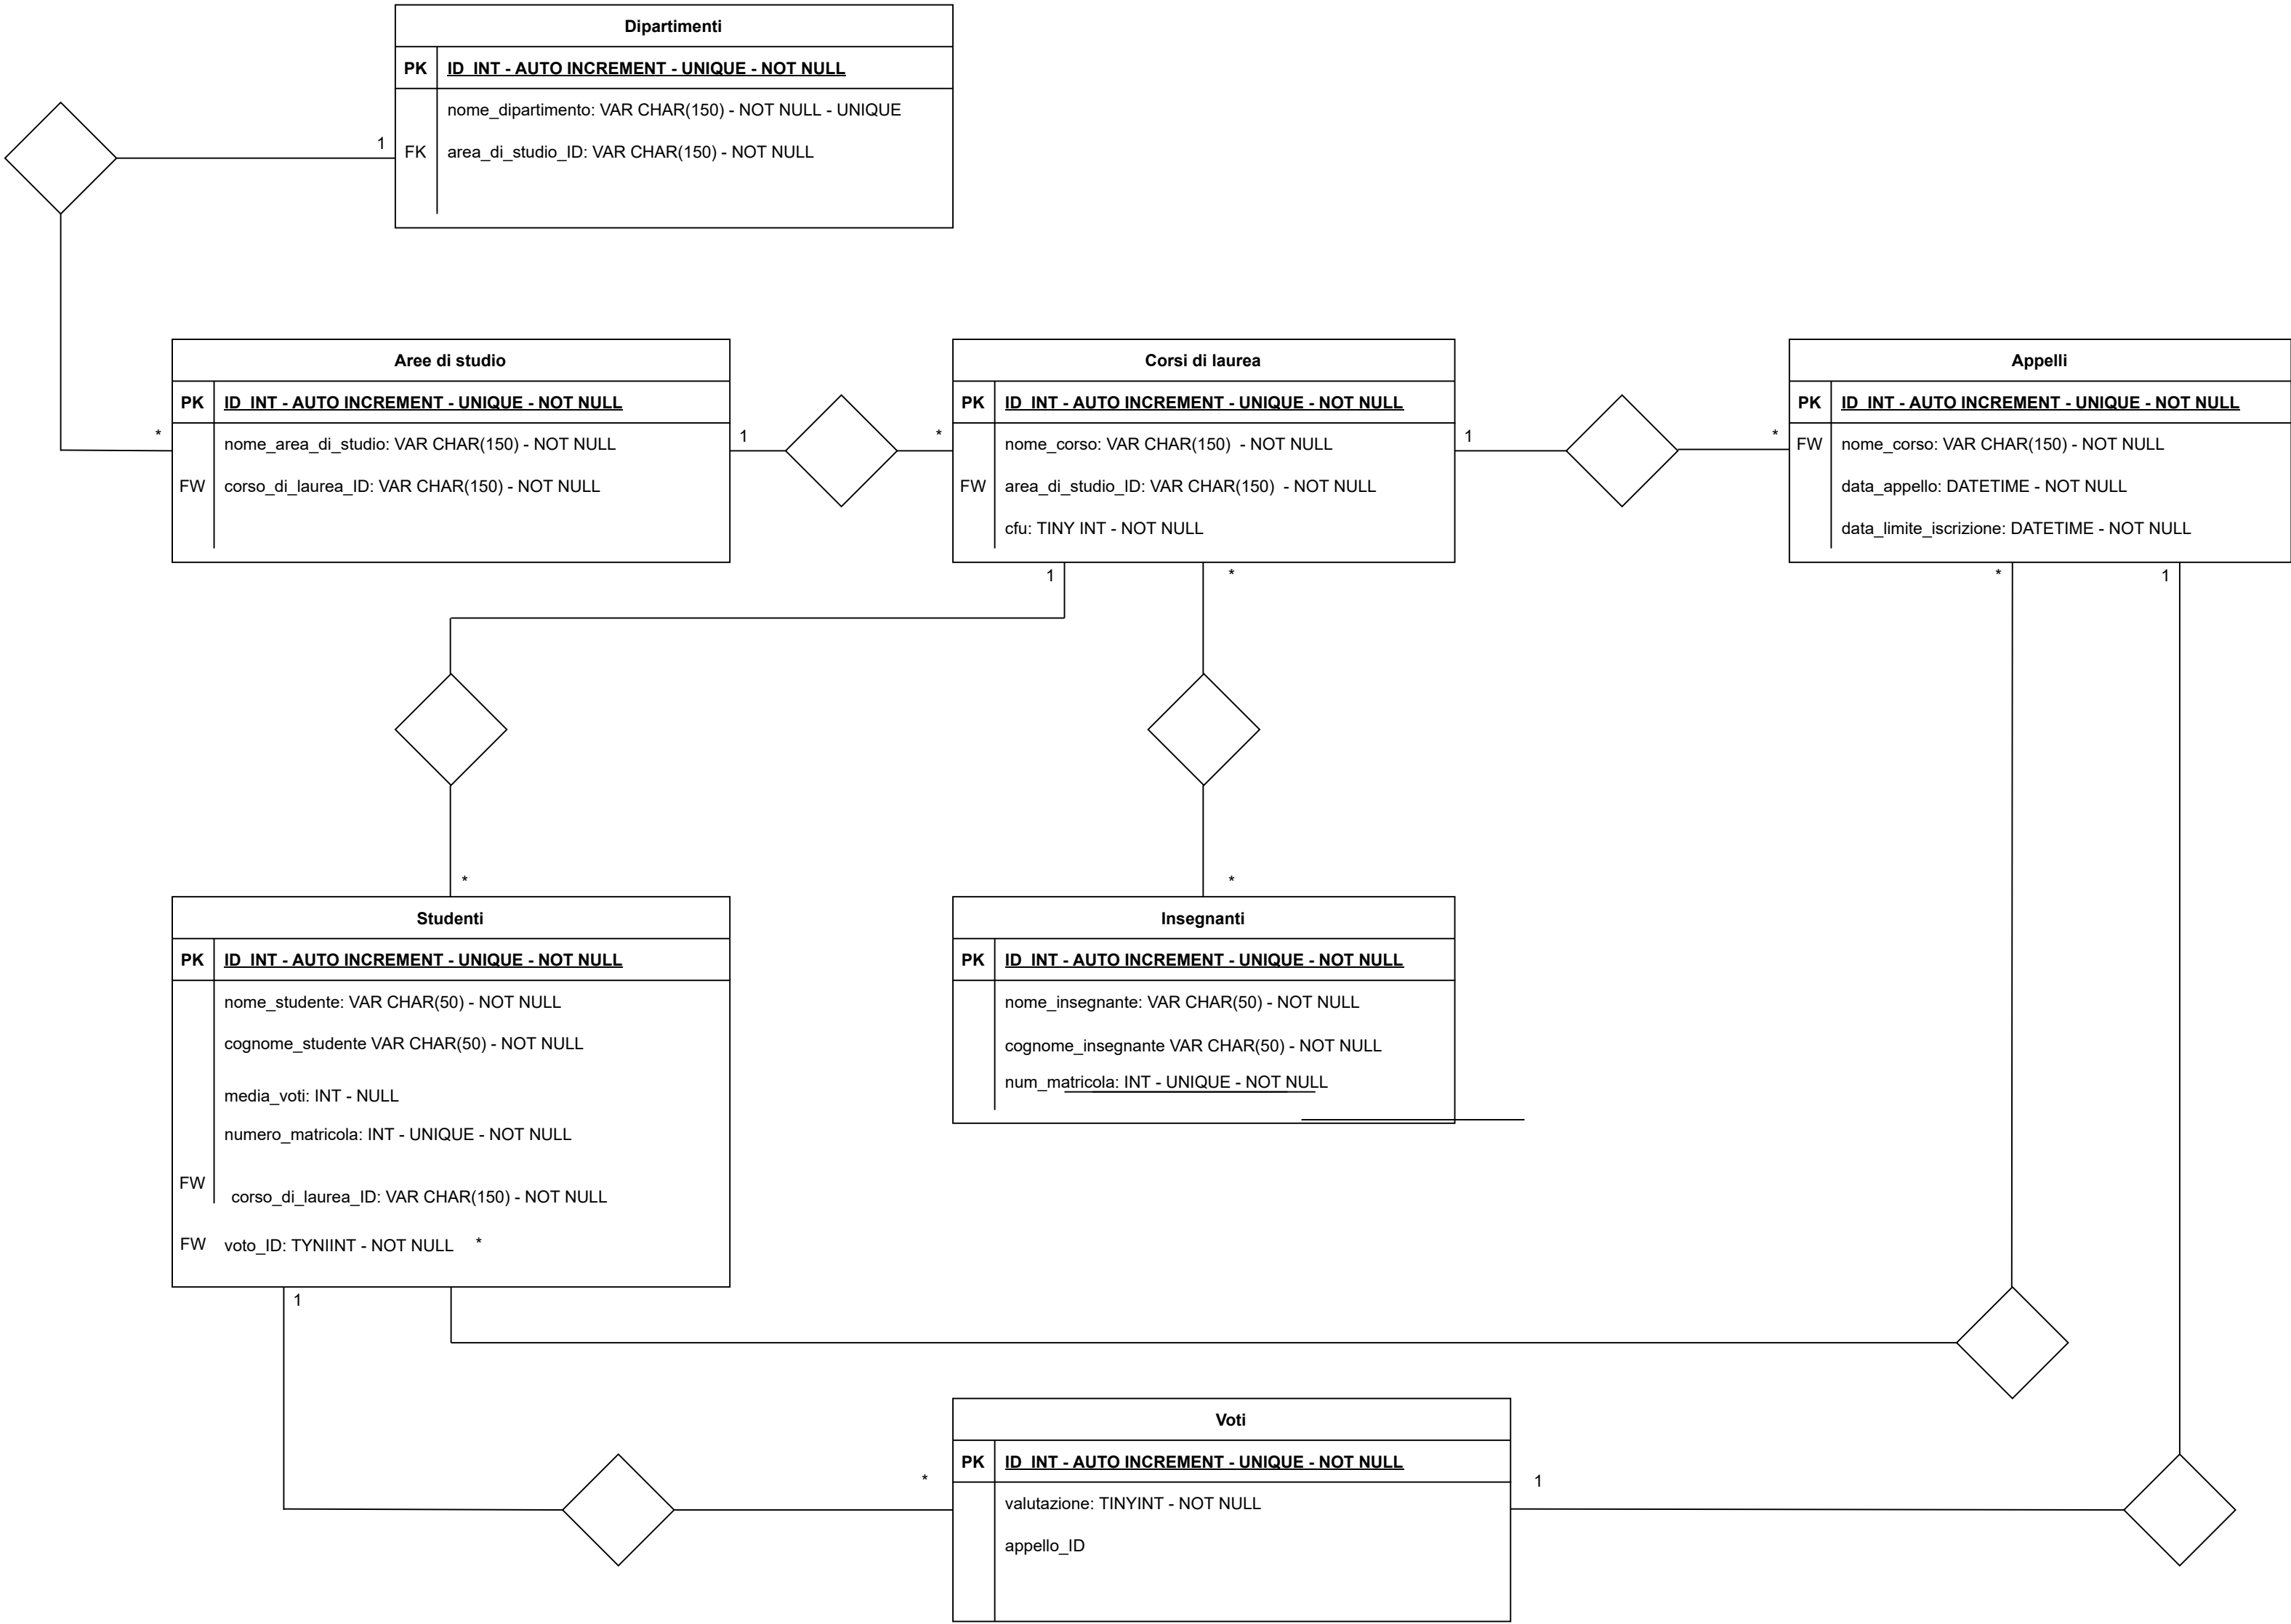 Dipartimenti
PK ID INT - AUTO INCREMENT - UNIQUE - NOT NULL
nome_dipartimento: VAR CHAR(150) - NOT NULL - UNIQUE
1
FK area_di_studio_ID: VAR CHAR(150) - NOT NULL
Aree di studio
PK ID INT - AUTO INCREMENT - UNIQUE - NOT NULL
*
nome_area_di_studio: VAR CHAR(150) - NOT NULL
FW corso_di_laurea_ID: VAR CHAR(150) - NOT NULL
1
*
Corsi di laurea
PK ID INT - AUTO INCREMENT - UNIQUE - NOT NULL
nome_corso: VAR CHAR(150) - NOT NULL
FW area_di_studio_ID: VAR CHAR(150) - NOT NULL
cfu: TINY INT - NOT NULL
1
*
Appelli
PK ID INT - AUTO INCREMENT - UNIQUE - NOT NULL
FW nome_corso: VAR CHAR(150) - NOT NULL
data_appello: DATETIME - NOT NULL
data_limite_iscrizione: DATETIME - NOT NULL
1
*
*
1
*
*
Studenti
PK ID INT - AUTO INCREMENT - UNIQUE - NOT NULL
nome_studente: VAR CHAR(50) - NOT NULL
cognome_studente VAR CHAR(50) - NOT NULL
media_voti: INT - NULL
numero_matricola: INT - UNIQUE - NOT NULL
FW corso_di_laurea_ID: VAR CHAR(150) - NOT NULL
FW voto_ID: TYNIINT - NOT NULL *
1
Insegnanti
PK ID INT - AUTO INCREMENT - UNIQUE - NOT NULL
nome_insegnante: VAR CHAR(50) - NOT NULL
cognome_insegnante VAR CHAR(50) - NOT NULL
num_matricola: INT - UNIQUE - NOT NULL
Voti
PK ID INT - AUTO INCREMENT - UNIQUE - NOT NULL
*
1
valutazione: TINYINT - NOT NULL
appello_ID